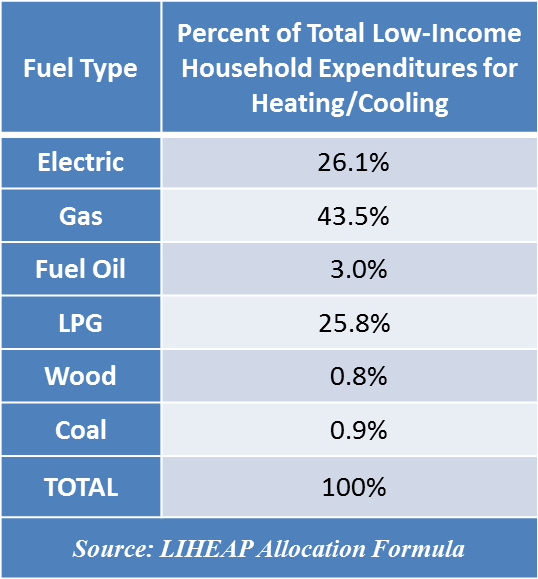 Fuel Type
Percent of Total Low-Income
Household Expenditures for
Heating/Cooling
Electric 26.1%
Gas 43.5%
Fuel Oil 3.0%
LPG 25.8%
Wood 0.8%
Coal 0.9%
TOTAL 100%
Source: LIHEAP Allocation Formula